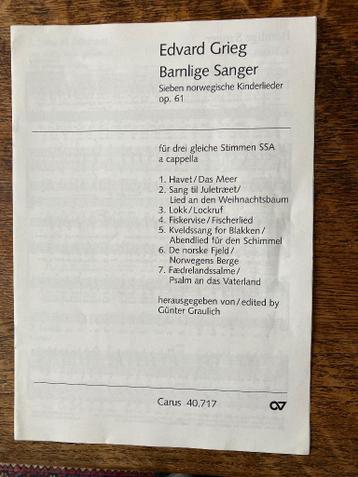 Edvard Grieg
Barnlige Sanger
Sieben norwegische Kinderlieder
op. 61
für drei gleiche Stimmen SSA
a cappella
1. Havet/Das Meer
2. Sang til Juletræet/
Lied an den Weihnachtsbaum
3. Lokk/Lockruf
4. Fiskervise/Fischerlied
5. Kveldssang for Blakken/
Abendlied für den Schimmel
6. De norske Fjeld/
Norwegens Berge
7. Fædrelandssalme/
Psalm an das Vaterland
herausgegeben von/edited by
Günter Graulich
Carus 40.717